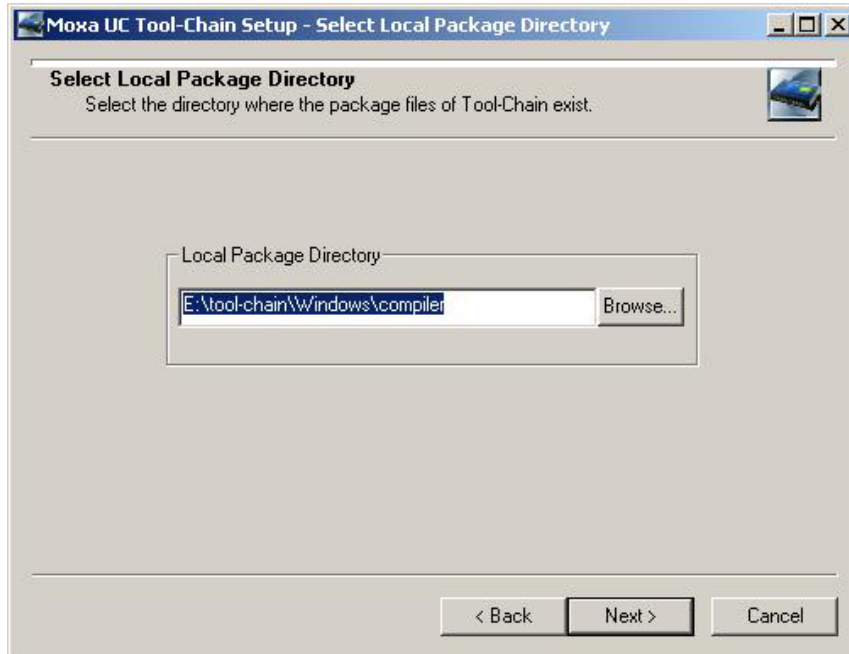 Moxa UC Tool-Chain Setup - Select Local Package Directory
Select Local Package Directory
Select the directory where the package files of Tool-Chain exist.
Local Package Directory
E:\tool-chain\Windows\compiler
Browse...
< Back
Next >
Cancel